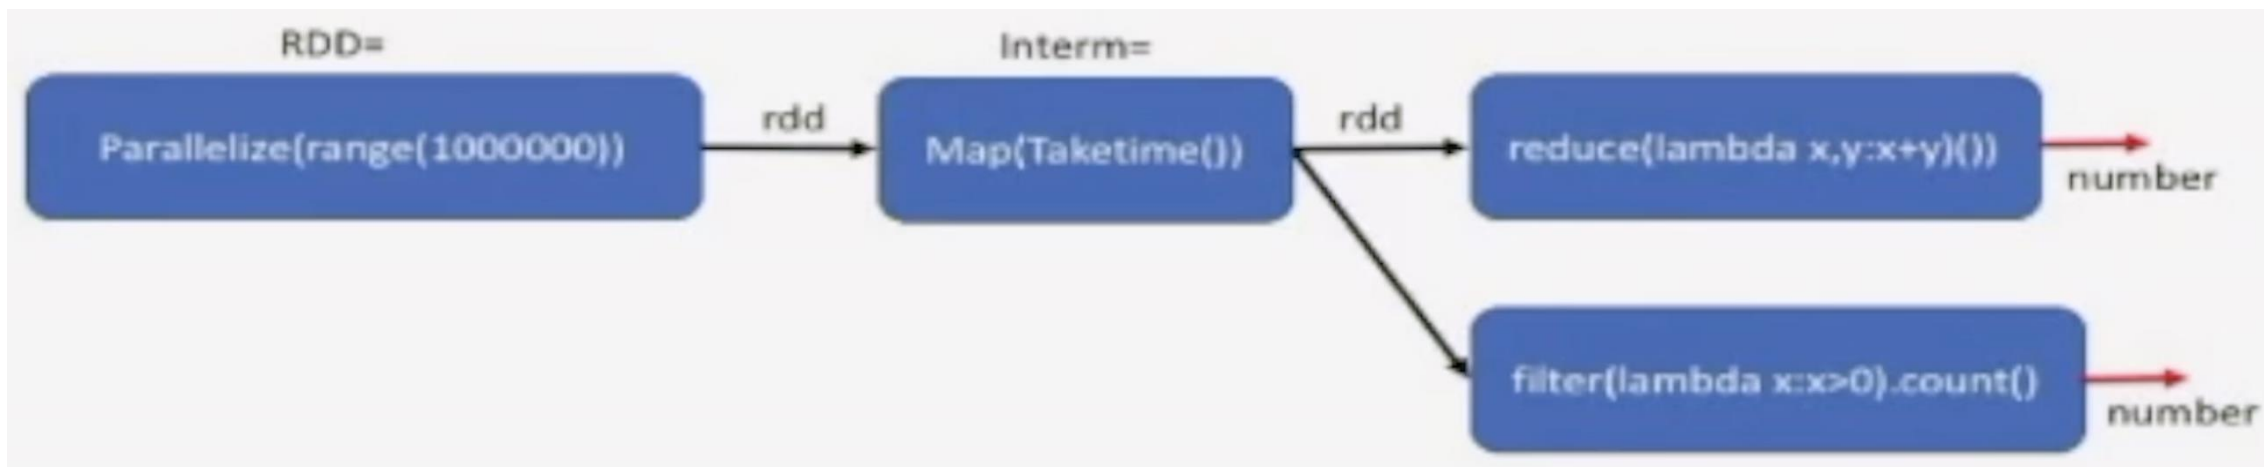 RDD=
Interm=
Parallelize(range(1000000))
rdd
Map(Taketime())
rdd
reduce(lambda x,y:x+y)())
number
filter(lambda x:x>0).count()
number